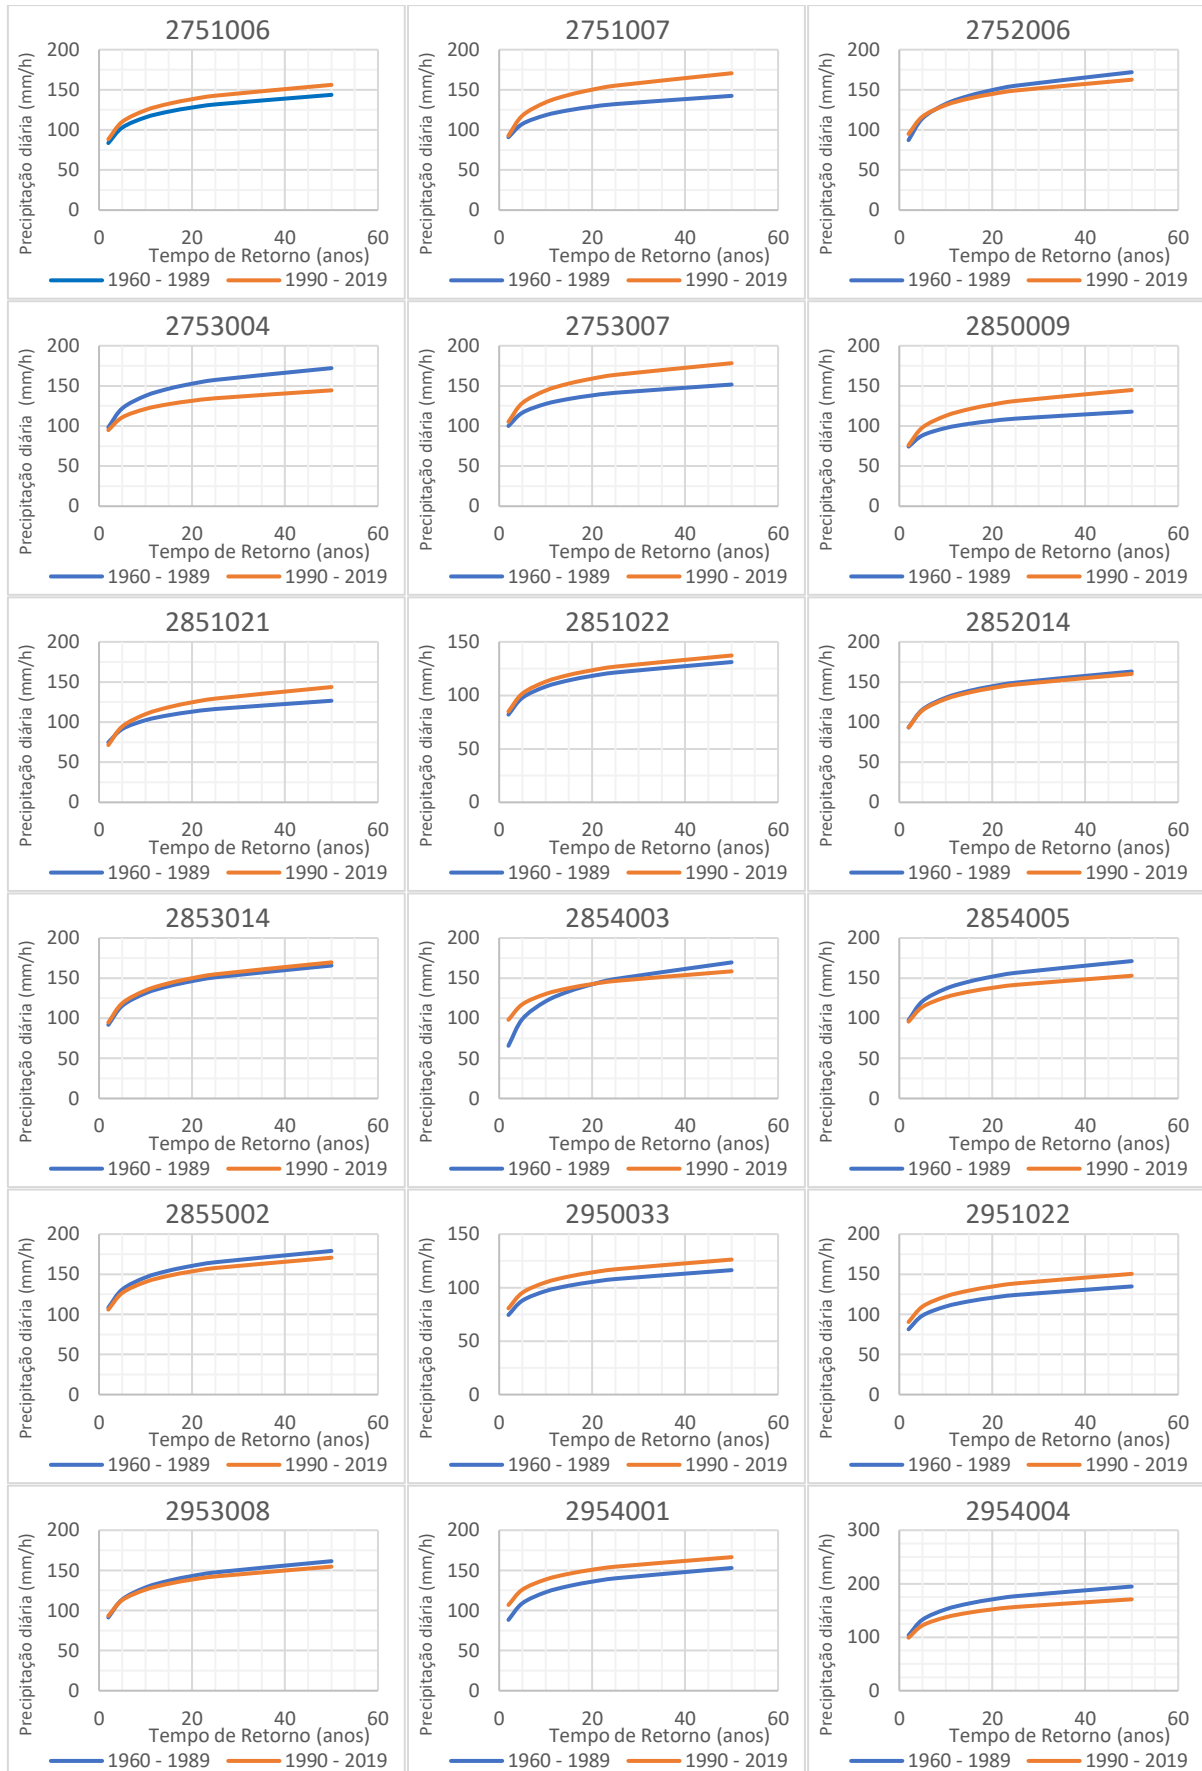 2751006
Precipitação diária (mm/h)
200
150
100
50
0
0 20 40 60
Tempo de Retorno (anos)
1960 - 1989 1990 - 2019
2751007
Precipitação diária (mm/h)
200
150
100
50
0
0 20 40 60
Tempo de Retorno (anos)
1960 - 1989 1990 - 2019
2752006
Precipitação diária (mm/h)
200
150
100
50
0
0 20 40 60
Tempo de Retorno (anos)
1960 - 1989 1990 - 2019
2753004
Precipitação diária (mm/h)
200
150
100
50
0
0 20 40 60
Tempo de Retorno (anos)
1960 - 1989 1990 - 2019
2753007
Precipitação diária (mm/h)
200
150
100
50
0
0 20 40 60
Tempo de Retorno (anos)
1960 - 1989 1990 - 2019
2850009
Precipitação diária (mm/h)
200
150
100
50
0
0 20 40 60
Tempo de Retorno (anos)
1960 - 1989 1990 - 2019
2851021
Precipitação diária (mm/h)
200
150
100
50
0
0 20 40 60
Tempo de Retorno (anos)
1960 - 1989 1990 - 2019
2851022
Precipitação diária (mm/h)
150
100
50
0
0 20 40 60
Tempo de Retorno (anos)
1960 - 1989 1990 - 2019
2852014
Precipitação diária (mm/h)
200
150
100
50
0
0 20 40 60
Tempo de Retorno (anos)
1960 - 1989 1990 - 2019
2853014
Precipitação diária (mm/h)
200
150
100
50
0
0 20 40 60
Tempo de Retorno (anos)
1960 - 1989 1990 - 2019
2854003
Precipitação diária (mm/h)
200
150
100
50
0
0 20 40 60
Tempo de Retorno (anos)
1960 - 1989 1990 - 2019
2854005
Precipitação diária (mm/h)
200
150
100
50
0
0 20 40 60
Tempo de Retorno (anos)
1960 - 1989 1990 - 2019
2855002
Precipitação diária (mm/h)
200
150
100
50
0
0 20 40 60
Tempo de Retorno (anos)
1960 - 1989 1990 - 2019
2950033
Precipitação diária (mm/h)
150
100
50
0
0 20 40 60
Tempo de Retorno (anos)
1960 - 1989 1990 - 2019
2951022
Precipitação diária (mm/h)
200
150
100
50
0
0 20 40 60
Tempo de Retorno (anos)
1960 - 1989 1990 - 2019
2953008
Precipitação diária (mm/h)
200
150
100
50
0
0 20 40 60
Tempo de Retorno (anos)
1960 - 1989 1990 - 2019
2954001
Precipitação diária (mm/h)
200
150
100
50
0
0 20 40 60
Tempo de Retorno (anos)
1960 - 1989 1990 - 2019
2954004
Precipitação diária (mm/h)
300
200
100
0
0 20 40 60
Tempo de Retorno (anos)
1960 - 1989 1990 - 2019